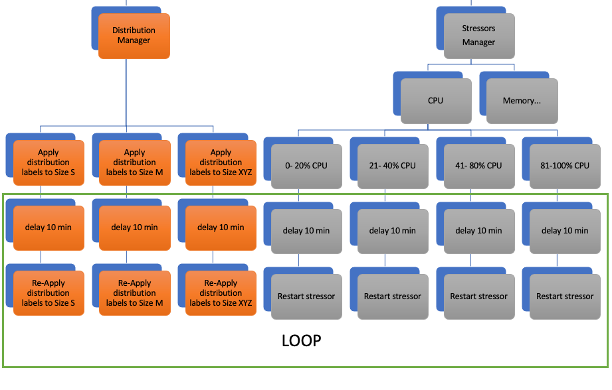 Distribution
Manager
Stressors
Manager
CPU
Memory...
Apply
distribution
labels to Size S
Apply
distribution
labels to Size M
Apply
distribution
labels to Size XYZ
0- 20% CPU
21- 40% CPU
41- 80% CPU
81-100% CPU
delay 10 min
delay 10 min
delay 10 min
delay 10 min
delay 10 min
delay 10 min
delay 10 min
Re-Apply
distribution
labels to Size S
Re-Apply
distribution
labels to Size M
Re-Apply
distribution
labels to Size XYZ
Restart stressor
Restart stressor
Restart stressor
Restart stressor
LOOP